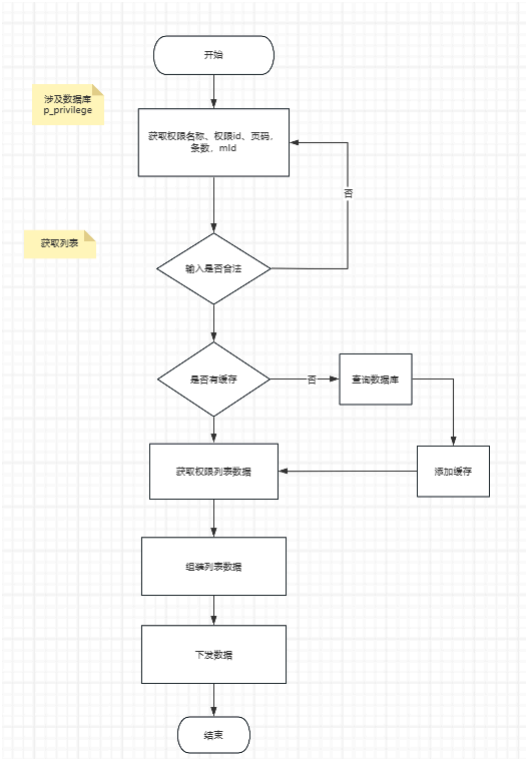 开始
涉及数据库
p_privilege
获取权限名称、权限id、页码，
条数，mId
否
获取列表
输入是否合法
是否有缓存
否
查询数据库
获取权限列表数据
添加缓存
组装列表数据
下发数据
结束